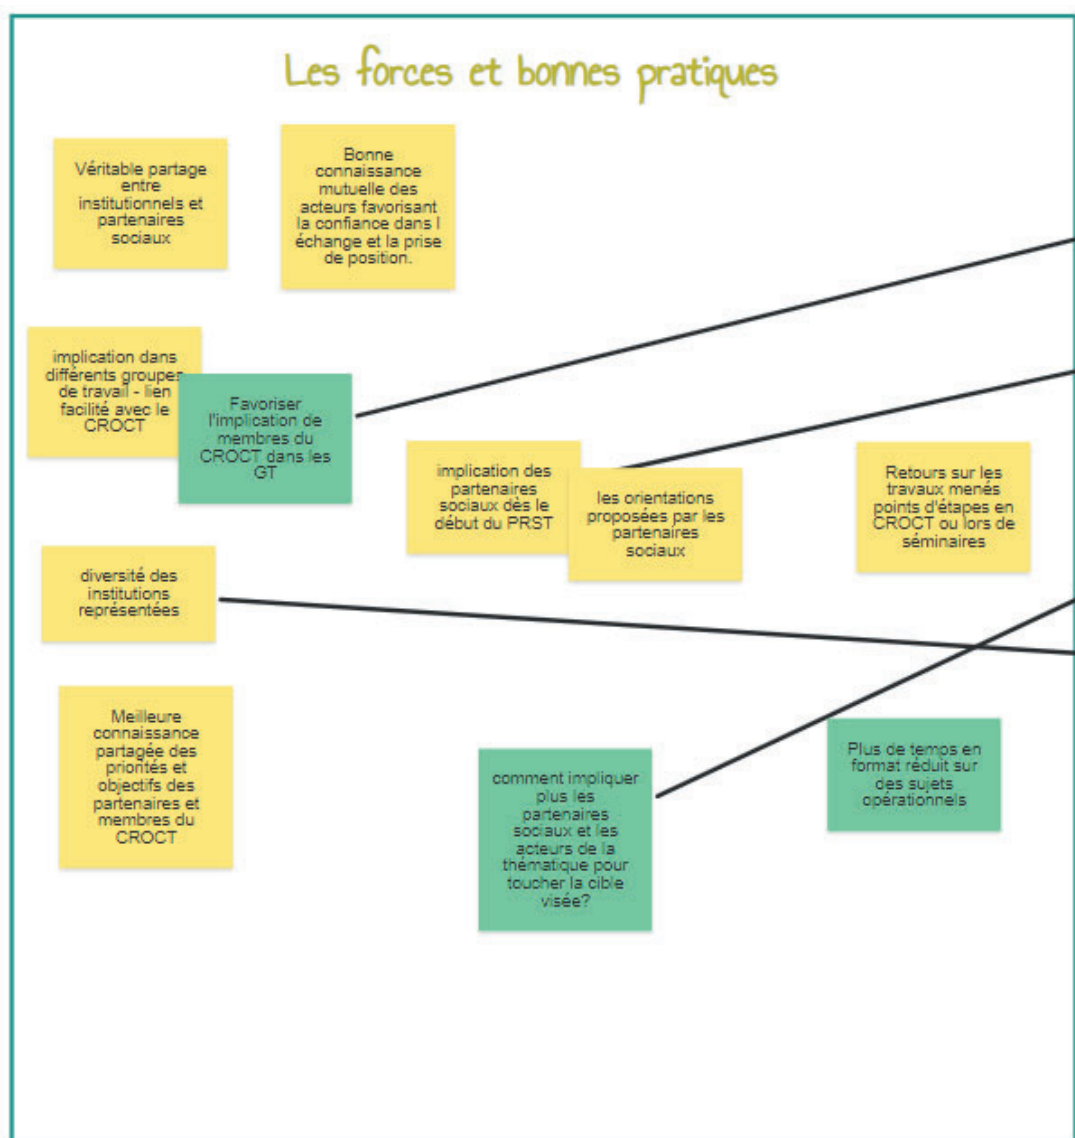 Les forces et bonnes pratiques
Véritable partage
entre
institutionnels et
partenaires
sociaux
Bonne
connaissance
mutuelle des
acteurs favorisant
la confiance dans l
échange et la prise
de position.
implication dans
différents groupes
de travail - lien
facilité avec le
CROCT
Favoriser
l'implication de
membres du
CROCT dans les
GT
implication des
partenaires
sociaux dès le
début du PRST
les orientations
proposées par les
partenaires
sociaux
Retours sur les
travaux menés
points d'étapes en
CROCT ou lors de
séminaires
diversité des
institutions
représentées
Meilleure
connaissance
partagée des
priorités et
objectifs des
partenaires et
membres du
CROCT
comment impliquer
plus les
partenaires
sociaux et les
acteurs de la
thématique pour
toucher la cible
visée?
Plus de temps en
format réduit sur
des sujets
opérationnels